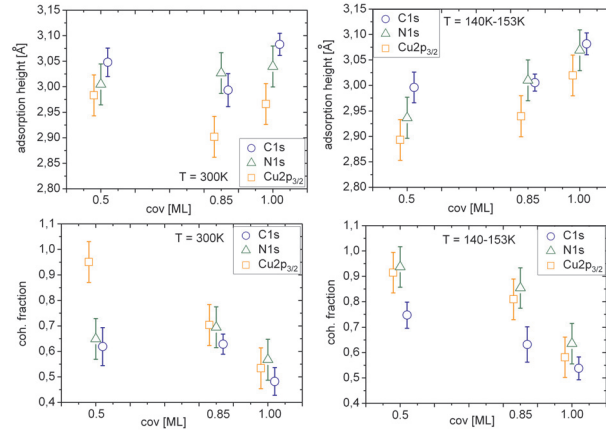 adsorption height [Å]
3,15
3,10
3,05
3,00
2,95
2,90
2,85
2,80
0.5
0.85
1.00
cov [ML]
T = 300K
C1s
N1s
Cu2p3/2
adsorption height [Å]
3,15
3,10
3,05
3,00
2,95
2,90
2,85
2,80
0.5
0.85
1.00
cov [ML]
C1s
N1s
Cu2p3/2
T = 140K-153K
coh. fraction
1,1
1,0
0,9
0,8
0,7
0,6
0,5
0,4
0.5
0.85
1.00
cov [ML]
T = 300K
C1s
N1s
Cu2p3/2
coh. fraction
1,1
1,0
0,9
0,8
0,7
0,6
0,5
0,4
0.5
0.85
1.00
cov [ML]
T = 140-153K
C1s
N1s
Cu2p3/2